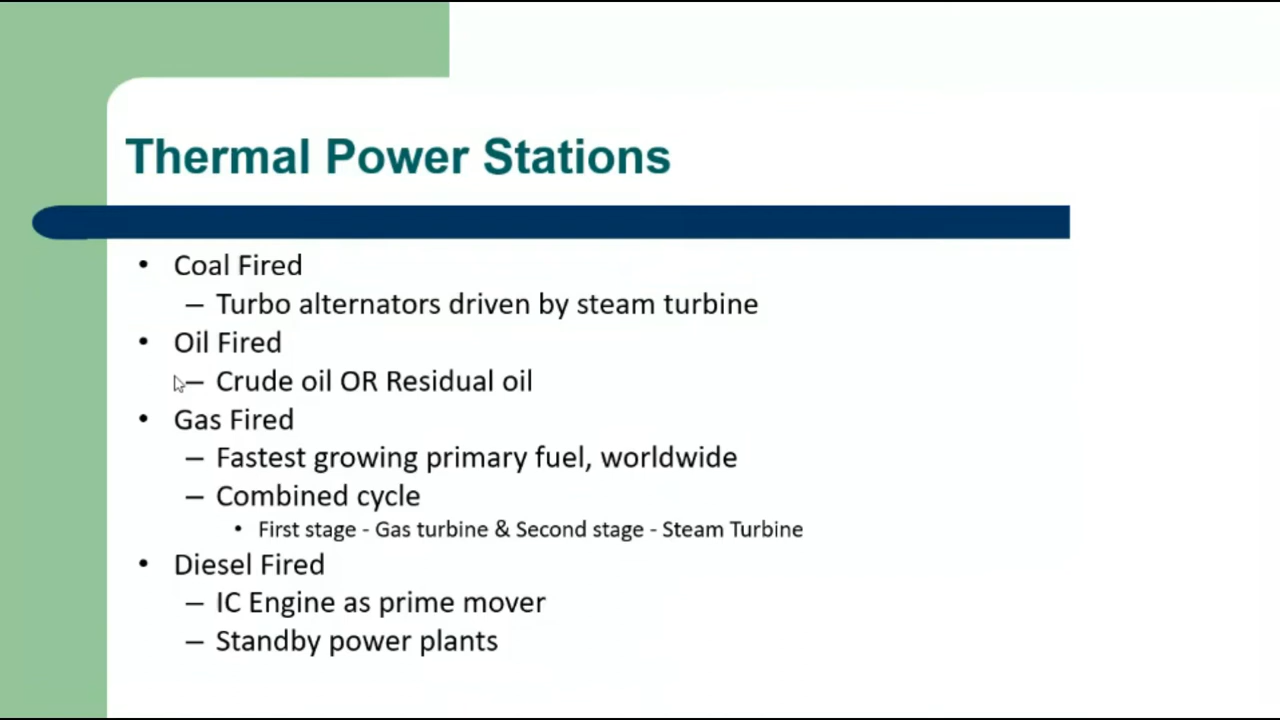 Thermal Power Stations
• Coal Fired
– Turbo alternators driven by steam turbine
• Oil Fired
– Crude oil OR Residual oil
• Gas Fired
– Fastest growing primary fuel, worldwide
– Combined cycle
• First stage - Gas turbine & Second stage - Steam Turbine
• Diesel Fired
– IC Engine as prime mover
– Standby power plants